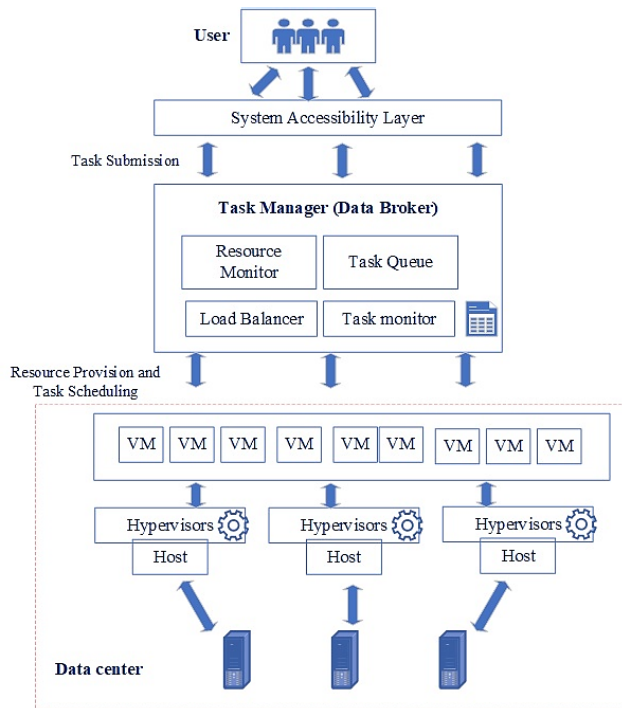 User
System Accessibility Layer
Task Submission
Task Manager (Data Broker)
Resource
Monitor
Task Queue
Load Balancer
Task monitor
Resource Provision and
Task Scheduling
VM VM VM VM VM VM VM VM VM
Hypervisors Hypervisors Hypervisors
Host Host Host
Data center